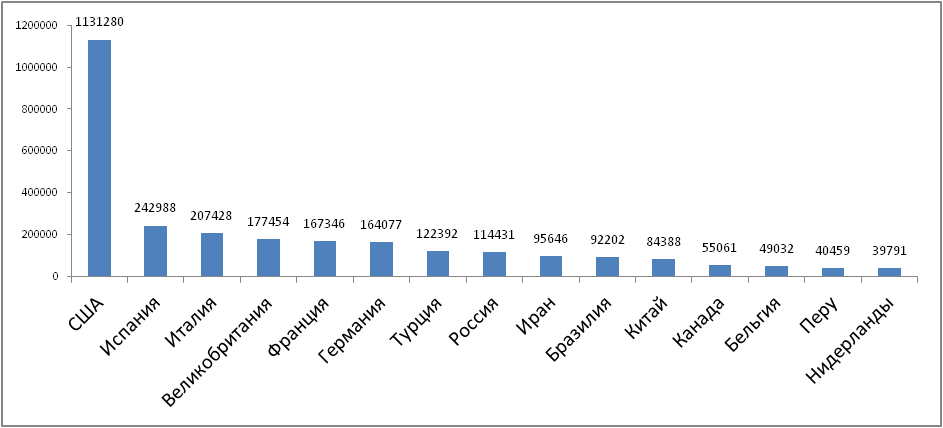 1200000
1000000
800000
600000
400000
200000
0
1131280
242988
207428
177454
167346
164077
122392
114431
95646
92202
84388
55061
49032
40459
39791
США
Испания
Италия
Великобритания
Франция
Германия
Турция
Россия
Иран
Бразилия
Китай
Канада
Бельгия
Перу
Нидерланды